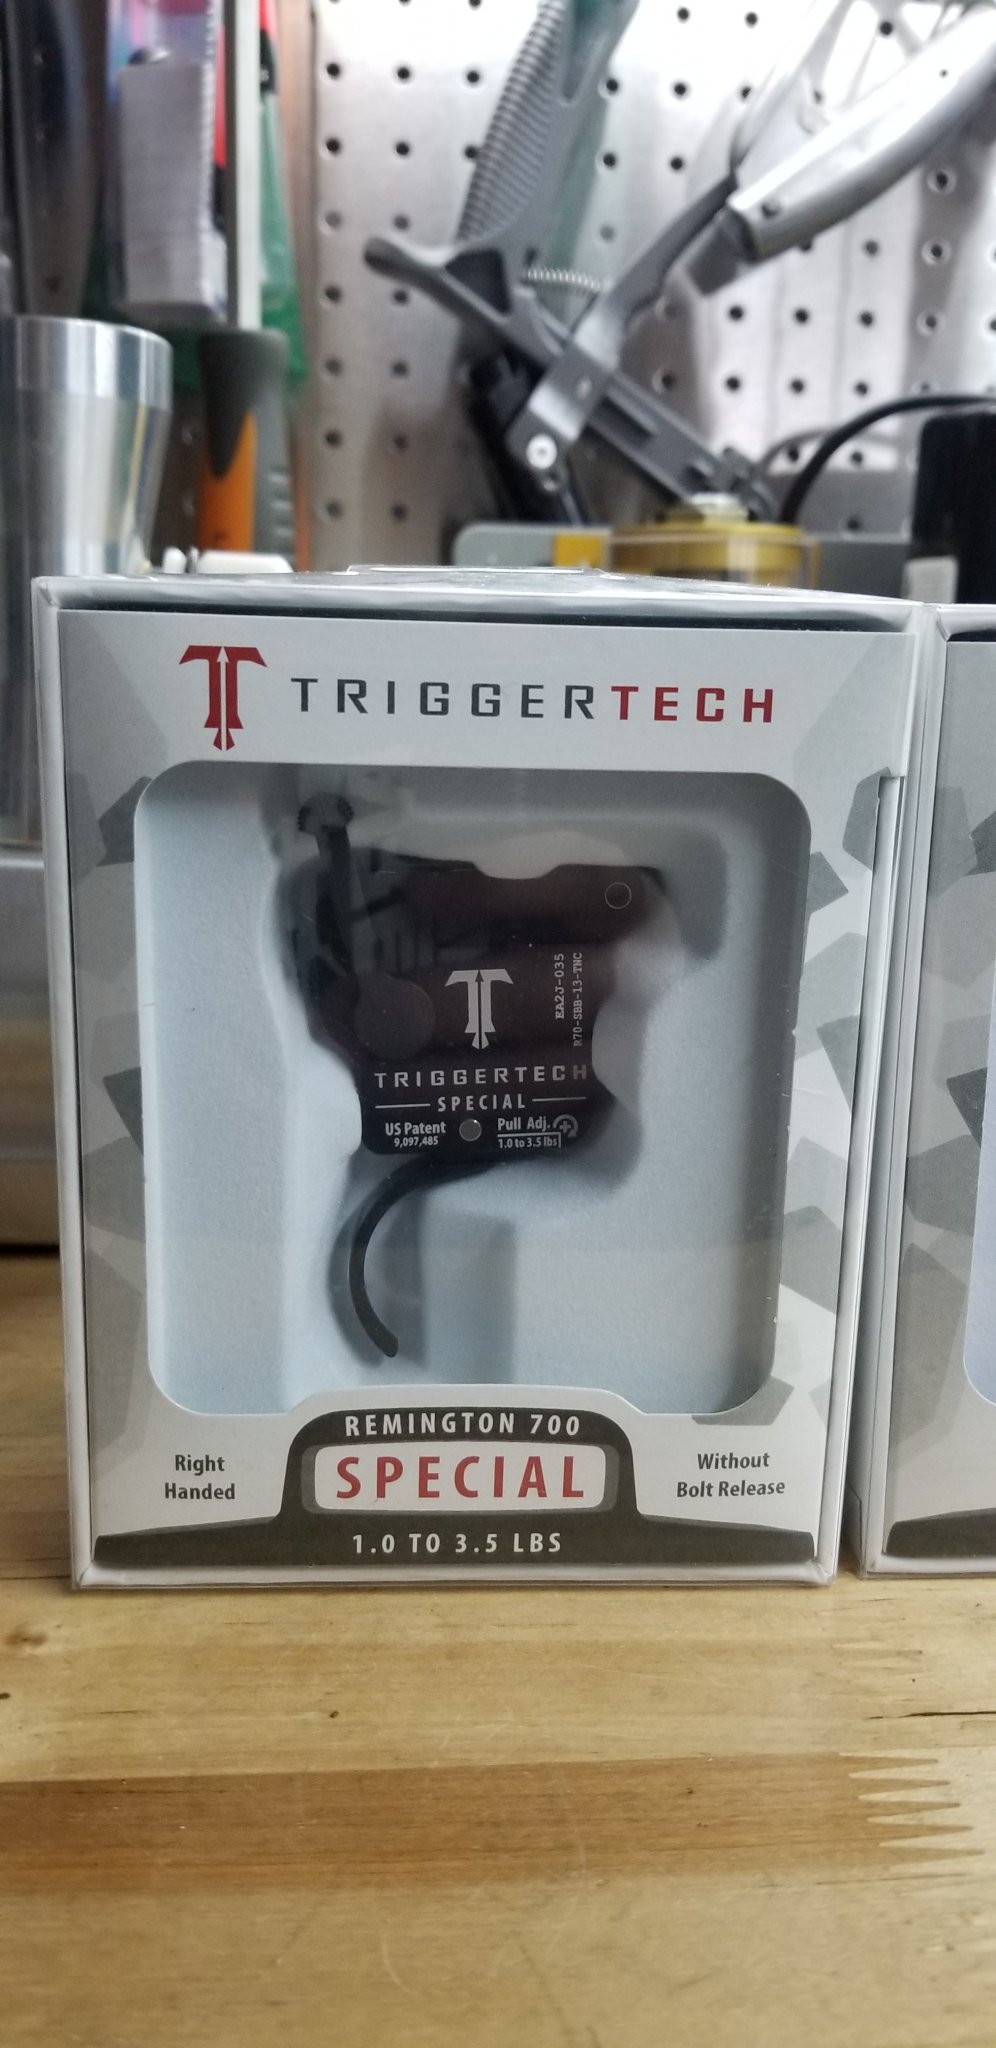 TRIGGERTECH
EA2J-035
R70-SBB-13-TNC
TRIGGERTECH
SPECIAL
US Patent
9,097,485
Pull Adj.
1.0 to 3.5 lbs
REMINGTON 700
SPECIAL
1.0 TO 3.5 LBS
Right
Handed
Without
Bolt Release